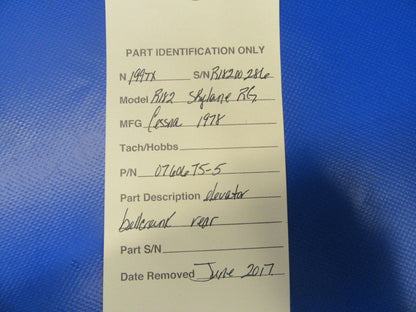 PART IDENTIFICATION ONLY
N 1997X S/N R18200286
Model R182 Skylane RG
MFG Cessna 1978
Tach/Hobbs
P/N 0760675-5
Part Description elevator
bellcrank rear
Part S/N
Date Removed June 2017